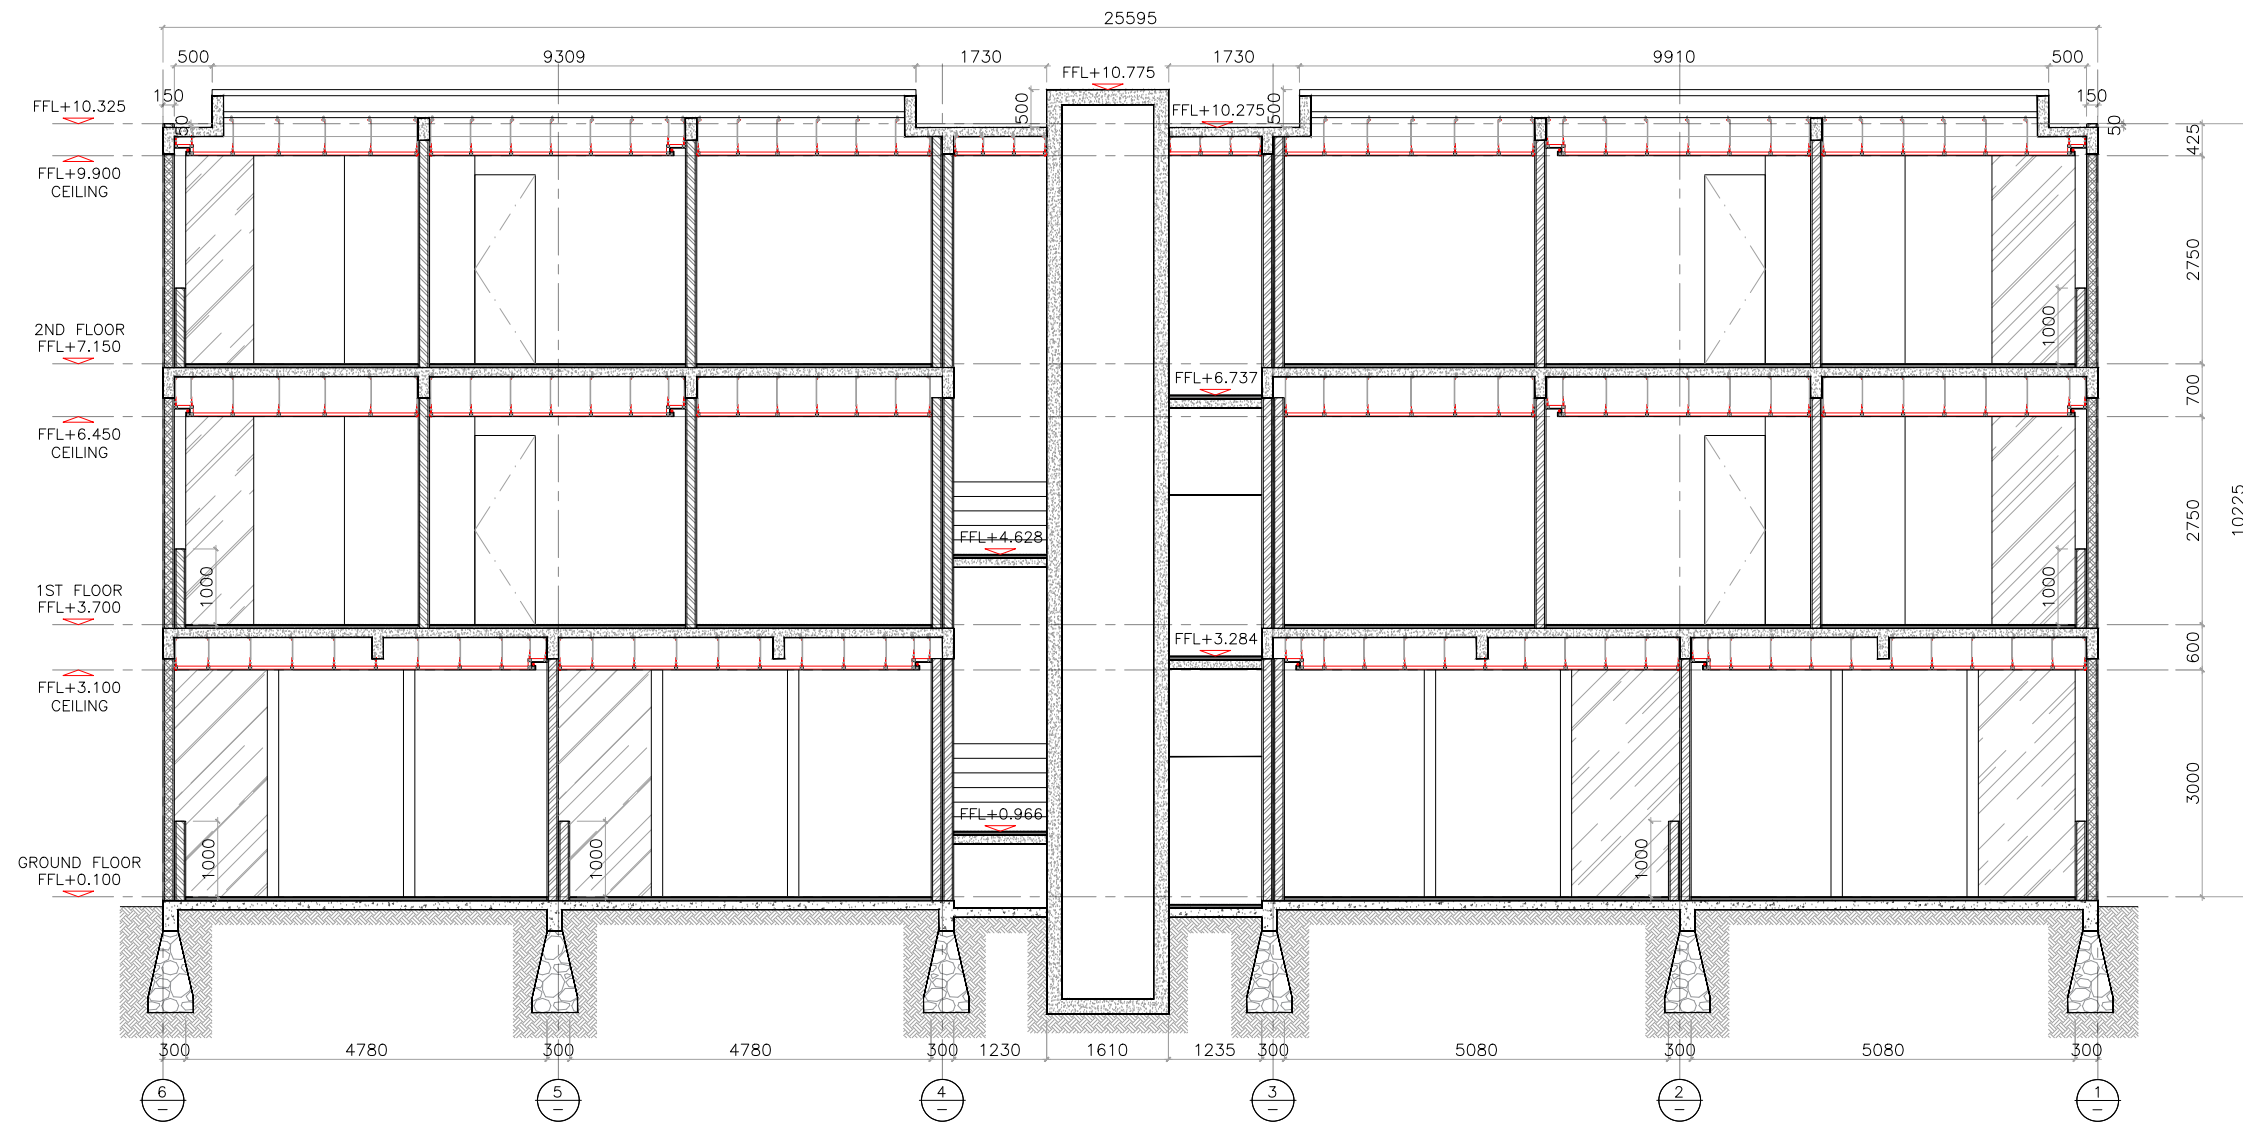 25595
500
9309
1730
1730
9910
500
FFL+10.775
150
150
FFL+10.325
500
FFL+10.275
500
50
50
425
FFL+9.900
CEILING
2750
2ND FLOOR
FFL+7.150
1000
FFL+6.737
700
FFL+6.450
CEILING
FFL+4.628
2750
10225
1ST FLOOR
FFL+3.700
1000
1000
FFL+3.284
600
FFL+3.100
CEILING
3000
FFL+0.966
GROUND FLOOR
FFL+0.100
1000
1000
1000
300
4780
300
4780
300
1230
1610
1235
300
5080
300
5080
300
6
5
4
3
2
1
–
–
–
–
–
–